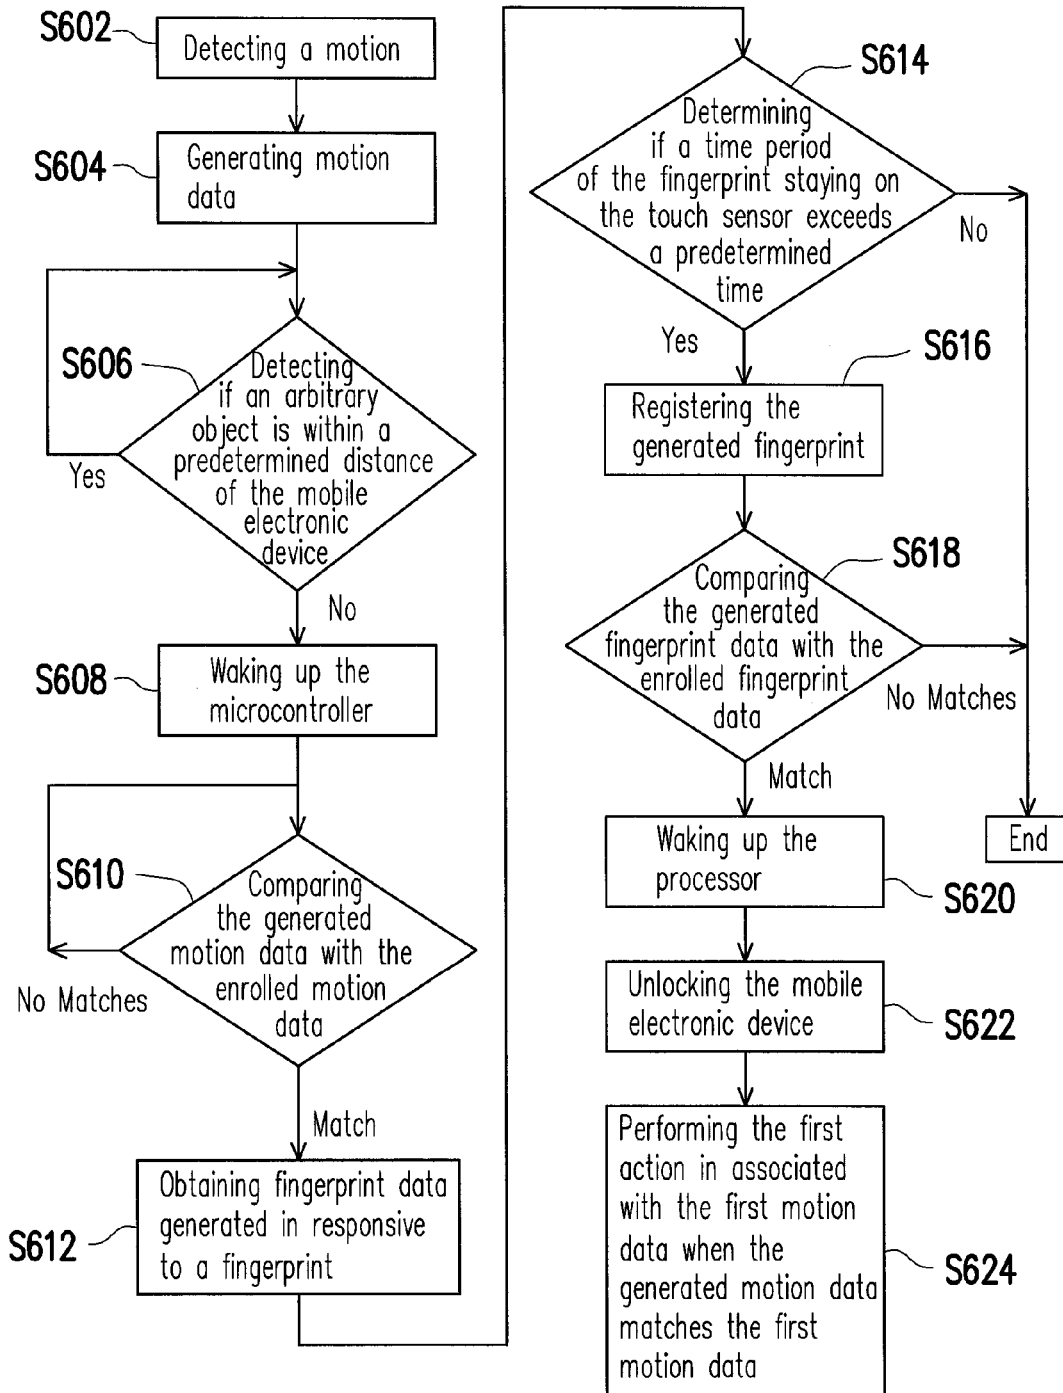 S602
Detecting a motion
S604
Generating motion
data
S606
Detecting
if an arbitrary
object is within a
predetermined distance
of the mobile
electronic
device
Yes
No
S608
Waking up the
microcontroller
S610
Comparing
the generated
motion data with the
enrolled motion
data
No Matches
Match
S612
Obtaining fingerprint data
generated in responsive
to a fingerprint
S614
Determining
if a time period
of the fingerprint staying on
the touch sensor exceeds
a predetermined
time
No
Yes
S616
Registering the
generated fingerprint
S618
Comparing
the generated
fingerprint data with the
enrolled fingerprint
data
No Matches
Match
End
Waking up the
processor
S620
Unlocking the mobile
electronic device
S622
Performing the first
action in associated
with the first motion
data when the
generated motion data
matches the first
motion data
S624